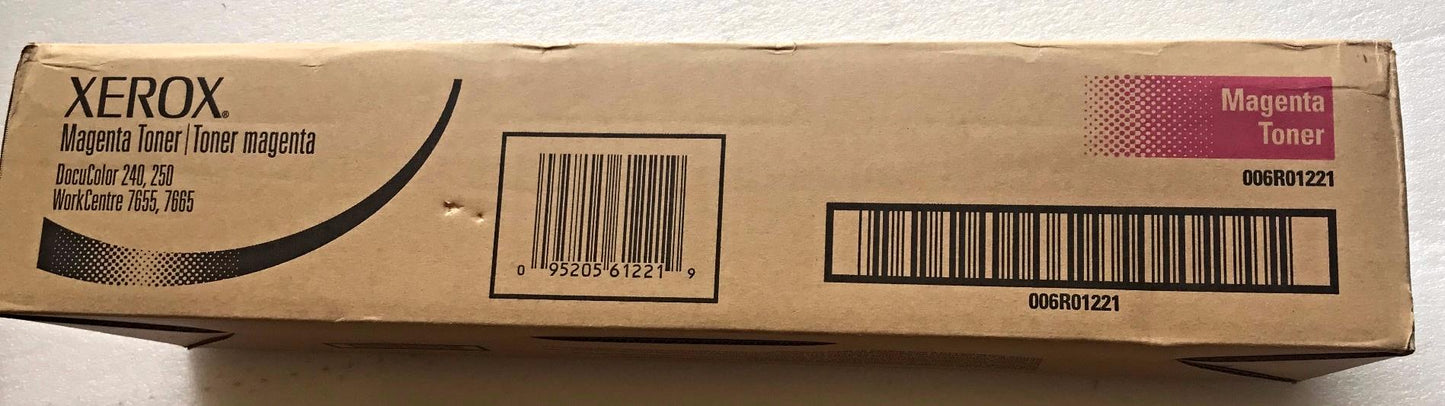 XEROX®
Magenta Toner | Toner magenta
DocuColor 240, 250
WorkCentre 7655, 7665
0 95205 61221 9
Magenta
Toner
006R01221
006R01221